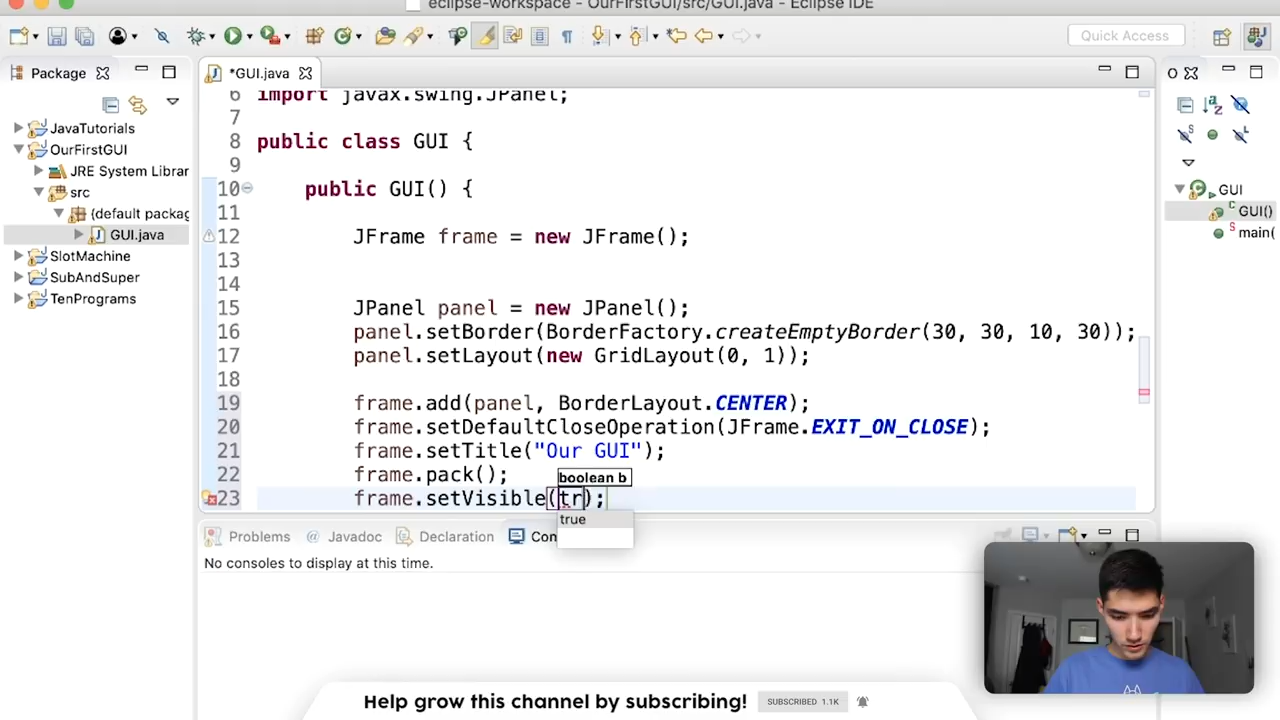 eclipse-workspace - OurFirstGUI/src/GUI.java - Eclipse IDE
Quick Access
Package
*GUI.java
O
JavaTutorials
OurFirstGUI
JRE System Librar
src
(default packag
GUI.java
SlotMachine
SubAndSuper
TenPrograms
6 import javax.swing.JPanel;
7
8 public class GUI {
9
10 public GUI() {
11
12 JFrame frame = new JFrame();
13
14
15 JPanel panel = new JPanel();
16 panel.setBorder(BorderFactory.createEmptyBorder(30, 30, 10, 30));
17 panel.setLayout(new GridLayout(0, 1));
18
19 frame.add(panel, BorderLayout.CENTER);
20 frame.setDefaultCloseOperation(JFrame.EXIT_ON_CLOSE);
21 frame.setTitle("Our GUI");
22 frame.pack();
boolean b
23 frame.setVisible(tr);
true
GUI
GUI()
main(
Problems @ Javadoc Declaration Con
No consoles to display at this time.
Help grow this channel by subscribing! SUBSCRIBED 1.1K